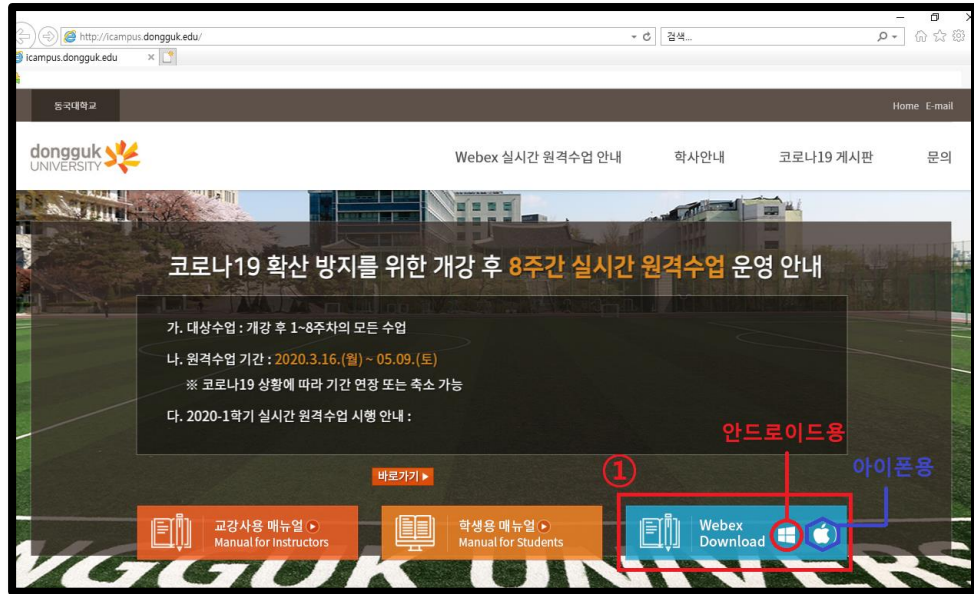 http://icampus.dongguk.edu/
검색...
icampus.dongguk.edu
동국대학교
Home E-mail
dongguk
UNIVERSITY
Webex 실시간 원격수업 안내 학사안내 코로나19 게시판 문의
코로나19 확산 방지를 위한 개강 후 8주간 실시간 원격수업 운영 안내
가. 대상수업 : 개강 후 1~8주차의 모든 수업
나. 원격수업 기간 : 2020.3.16.(월) ~ 05.09.(토)
※ 코로나19 상황에 따라 기간 연장 또는 축소 가능
다. 2020-1학기 실시간 원격수업 시행 안내 :
안드로이드용
아이폰용
바로가기 ▶
①
교강사용 매뉴얼
Manual for Instructors
학생용 매뉴얼
Manual for Students
Webex
Download
NGGUK UNIVERS